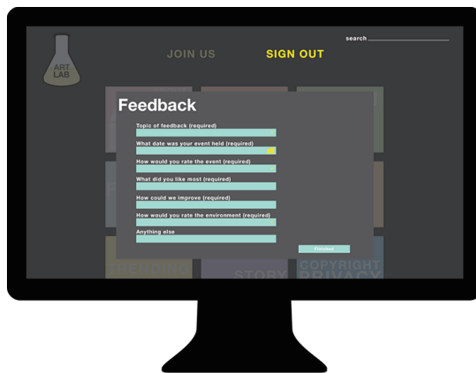 search
JOIN US
SIGN OUT
ART
LAB
Feedback
Topic of feedback (required)
What date was your event held (required)
How would you rate the event (required)
What did you like most (required)
How could we improve (required)
How would you rate the environment (required)
Anything else
STORY
COPYRIGHT
PRIVACY